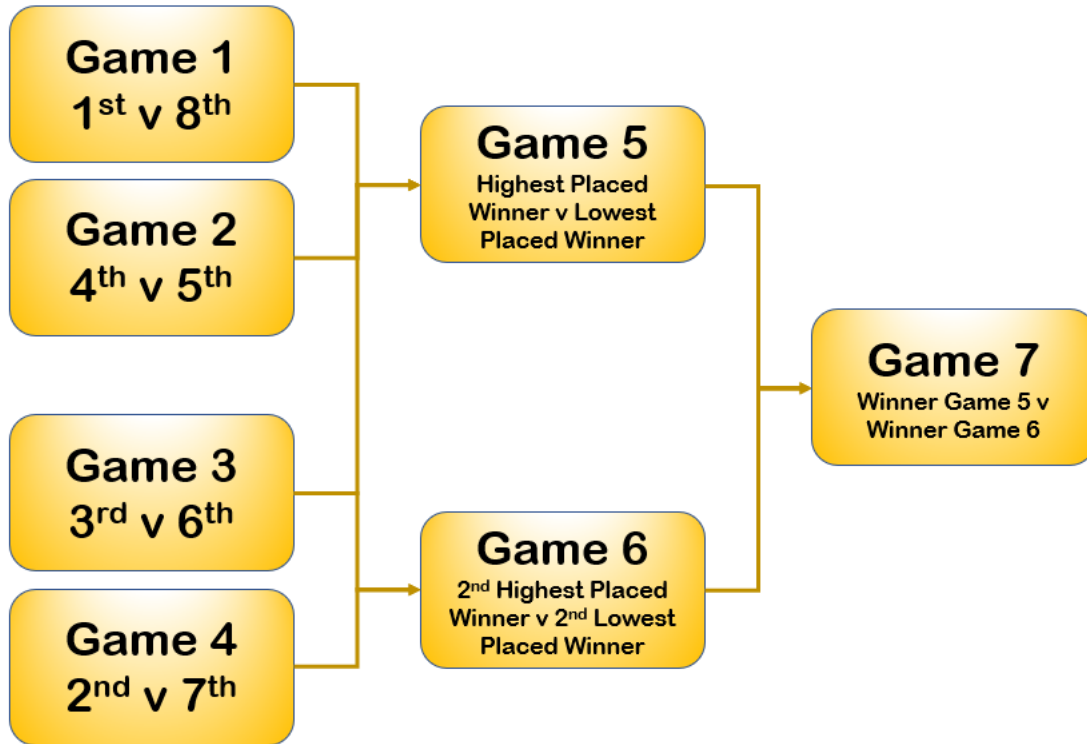 Game 1
1st v 8th
Game 2
4th v 5th
Game 3
3rd v 6th
Game 4
2nd v 7th
Game 5
Highest Placed
Winner v Lowest
Placed Winner
Game 6
2nd Highest Placed
Winner v 2nd Lowest
Placed Winner
Game 7
Winner Game 5 v
Winner Game 6